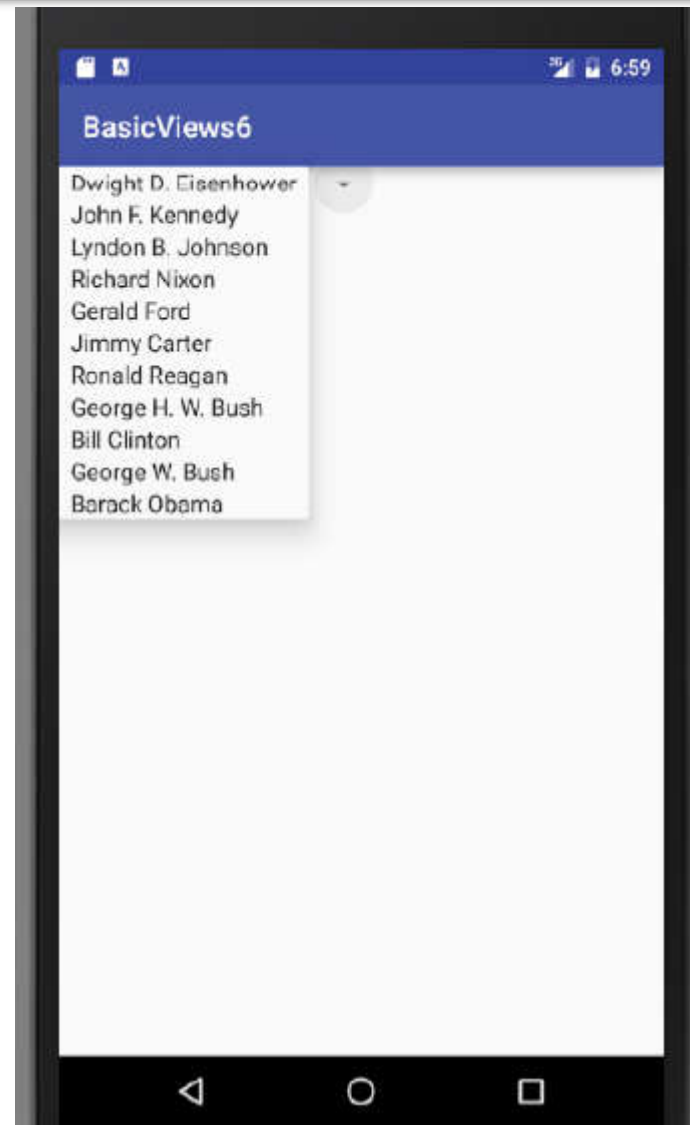 6:59
BasicViews6
Dwight D. Eisenhower
John F. Kennedy
Lyndon B. Johnson
Richard Nixon
Gerald Ford
Jimmy Carter
Ronald Reagan
George H. W. Bush
Bill Clinton
George W. Bush
Barack Obama